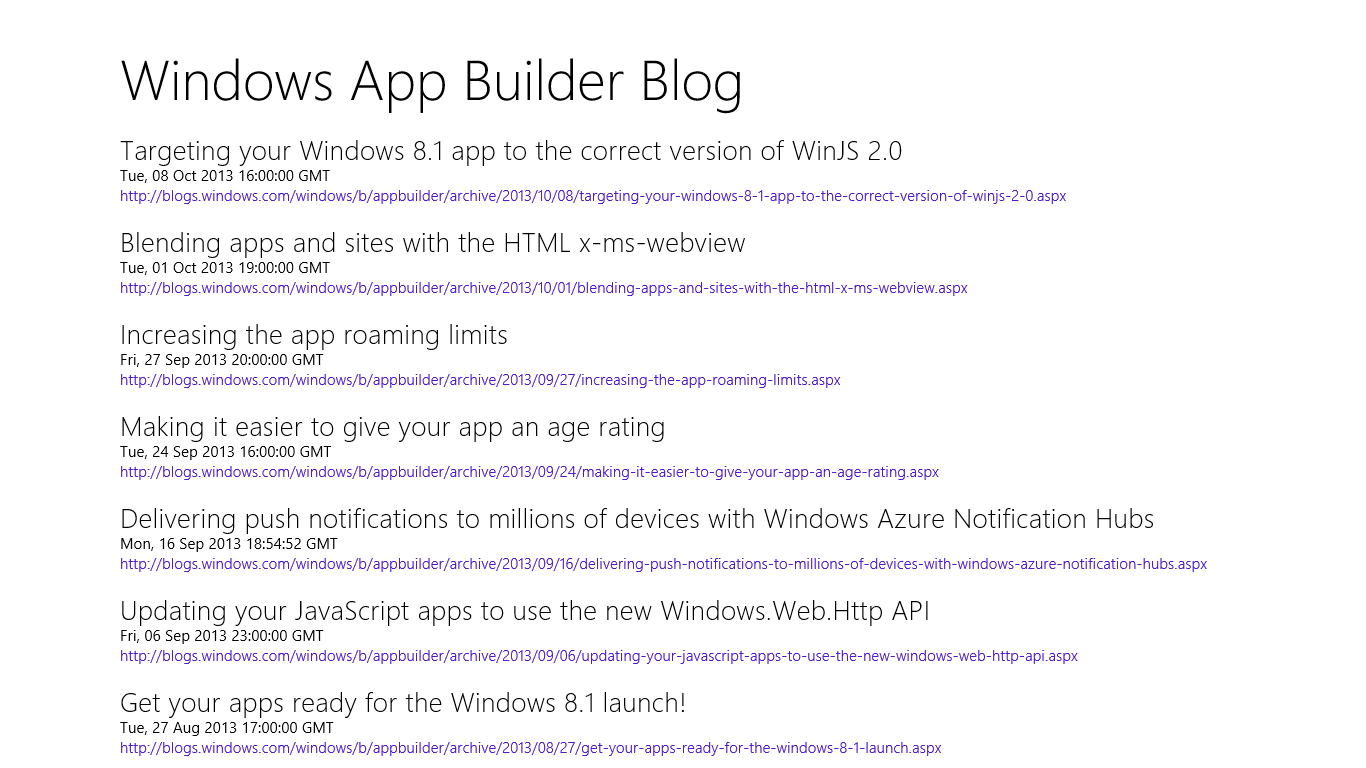 Windows App Builder Blog
Targeting your Windows 8.1 app to the correct version of WinJS 2.0
Tue, 08 Oct 2013 16:00:00 GMT
http://blogs.windows.com/windows/b/appbuilder/archive/2013/10/08/targeting-your-windows-8-1-app-to-the-correct-version-of-winjs-2-0.aspx
Blending apps and sites with the HTML x-ms-webview
Tue, 01 Oct 2013 19:00:00 GMT
http://blogs.windows.com/windows/b/appbuilder/archive/2013/10/01/blending-apps-and-sites-with-the-html-x-ms-webview.aspx
Increasing the app roaming limits
Fri, 27 Sep 2013 20:00:00 GMT
http://blogs.windows.com/windows/b/appbuilder/archive/2013/09/27/increasing-the-app-roaming-limits.aspx
Making it easier to give your app an age rating
Tue, 24 Sep 2013 16:00:00 GMT
http://blogs.windows.com/windows/b/appbuilder/archive/2013/09/24/making-it-easier-to-give-your-app-an-age-rating.aspx
Delivering push notifications to millions of devices with Windows Azure Notification Hubs
Mon, 16 Sep 2013 18:54:52 GMT
http://blogs.windows.com/windows/b/appbuilder/archive/2013/09/16/delivering-push-notifications-to-millions-of-devices-with-windows-azure-notification-hubs.aspx
Updating your JavaScript apps to use the new Windows.Web.Http API
Fri, 06 Sep 2013 23:00:00 GMT
http://blogs.windows.com/windows/b/appbuilder/archive/2013/09/06/updating-your-javascript-apps-to-use-the-new-windows-web-http-api.aspx
Get your apps ready for the Windows 8.1 launch!
Tue, 27 Aug 2013 17:00:00 GMT
http://blogs.windows.com/windows/b/appbuilder/archive/2013/08/27/get-your-apps-ready-for-the-windows-8-1-launch.aspx